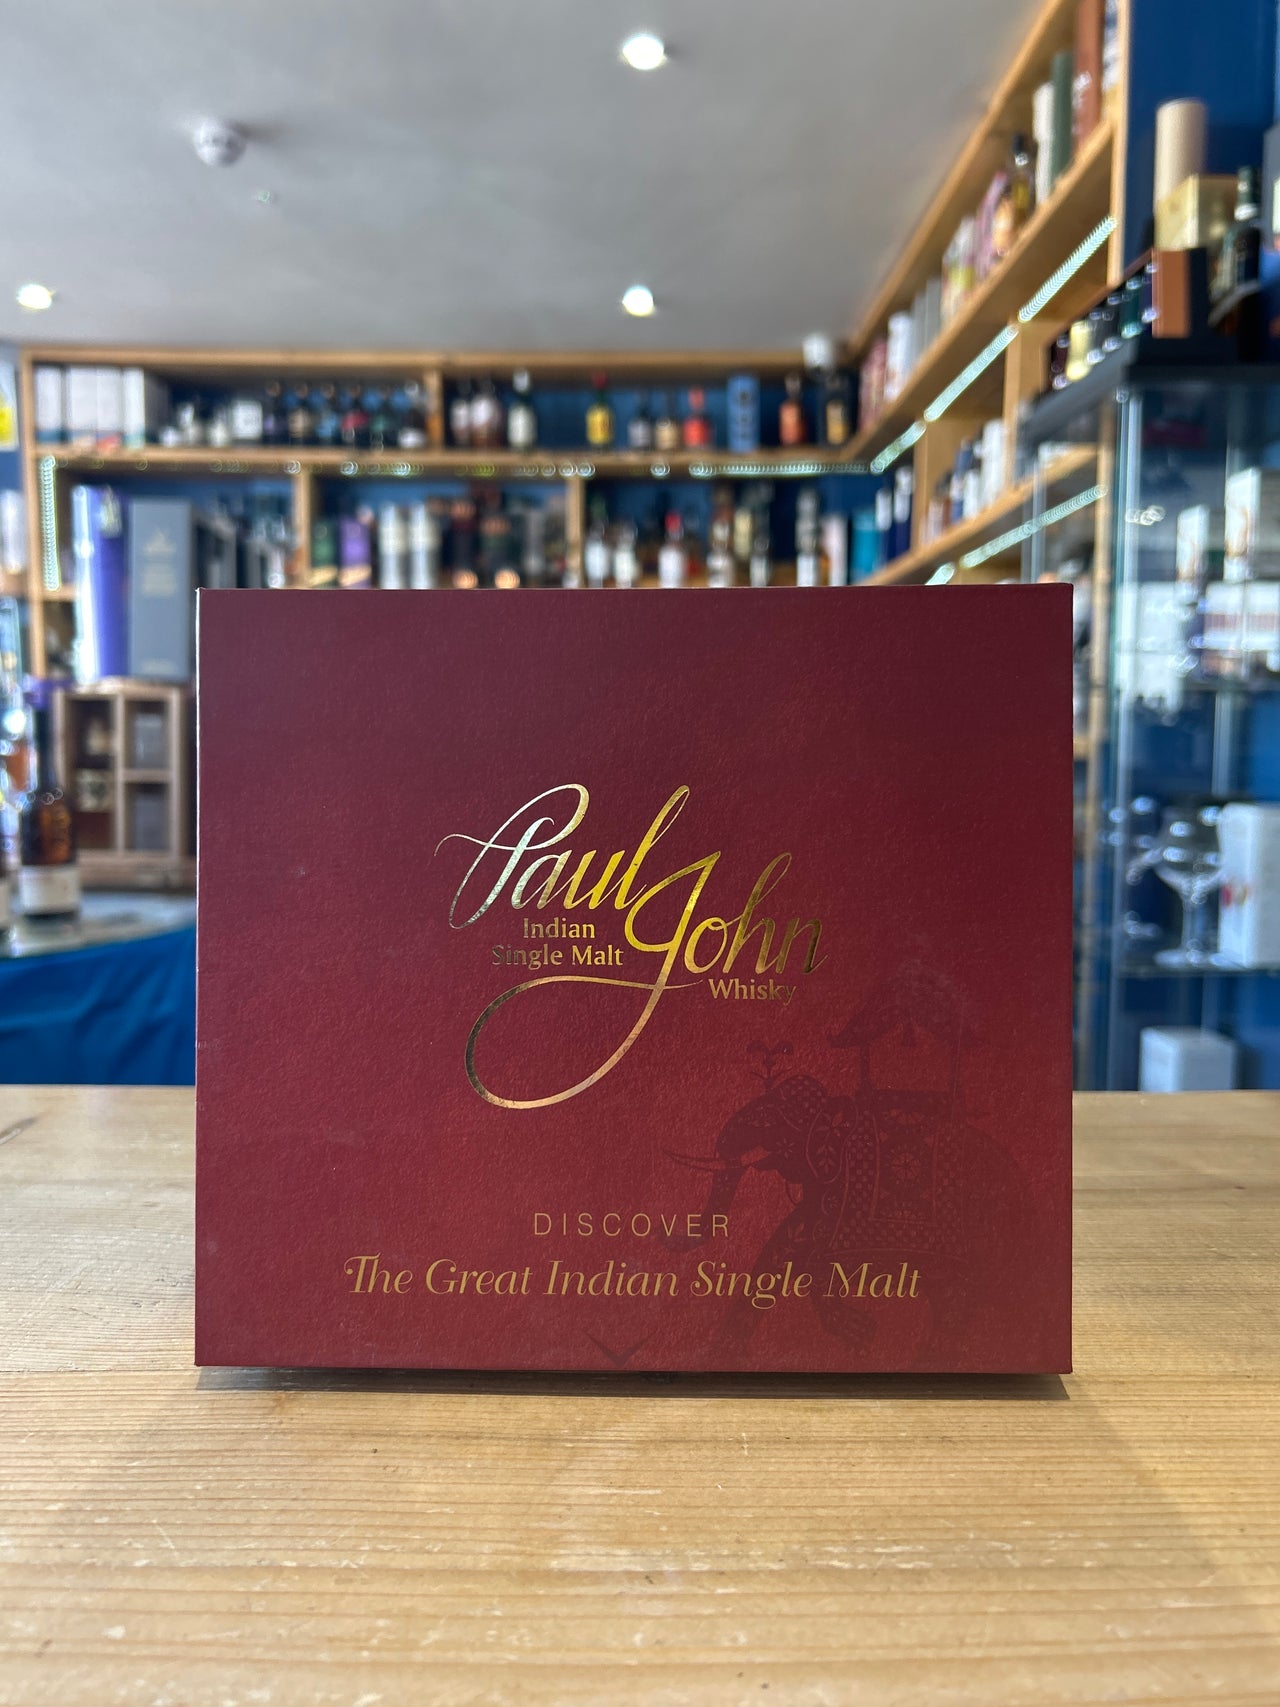 Paul John
Indian
Single Malt
Whisky
DISCOVER
The Great Indian Single Malt